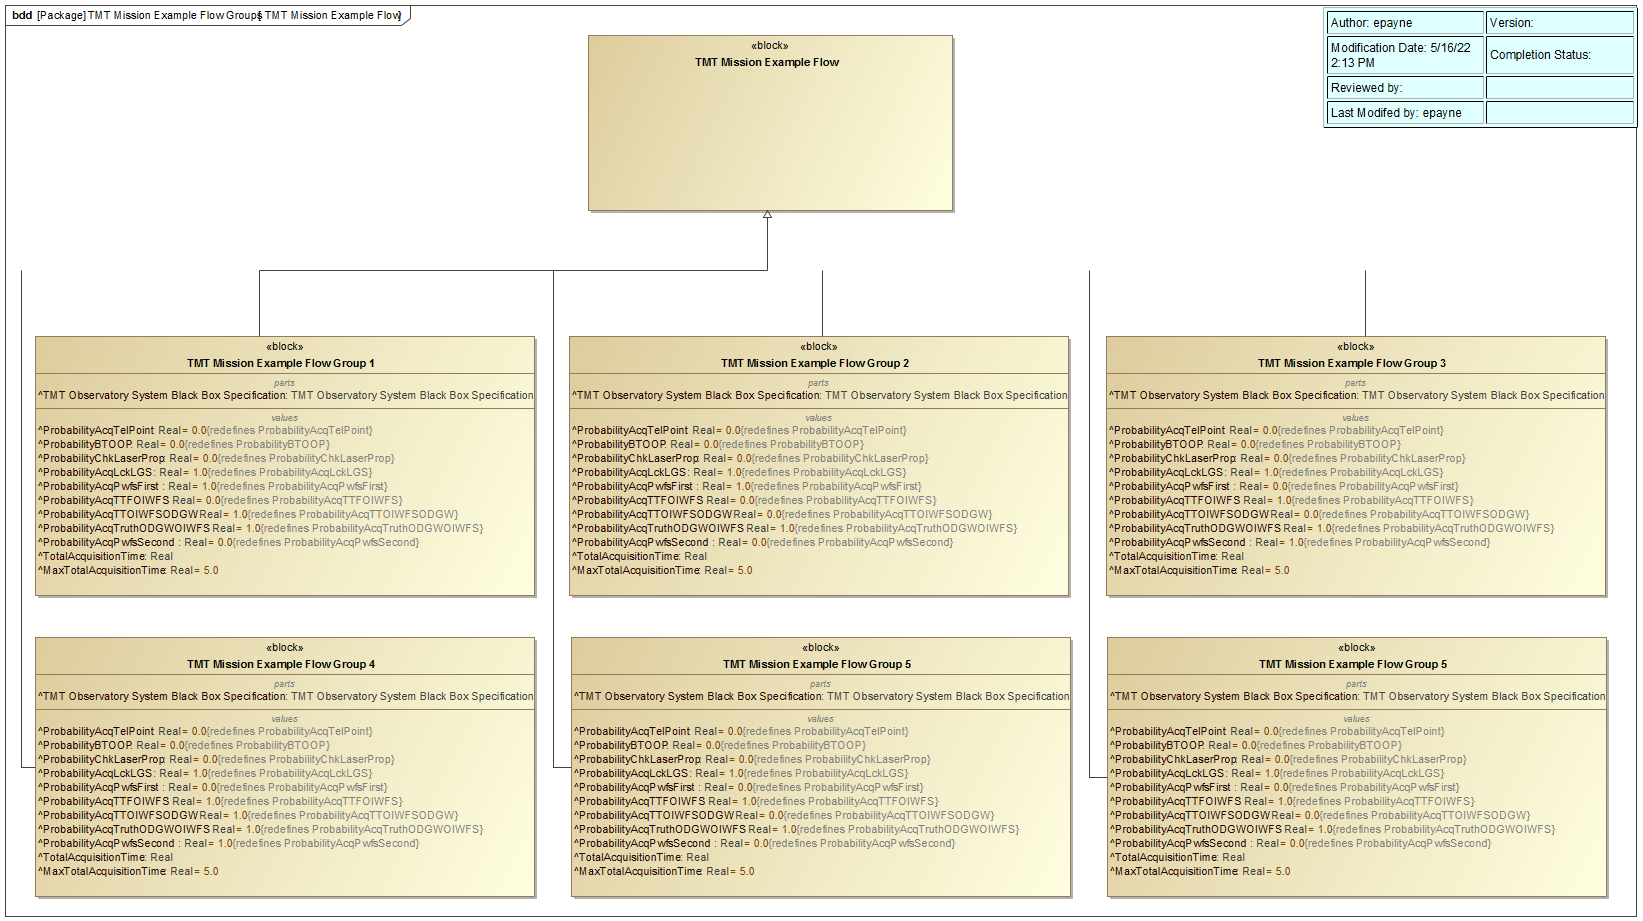 bdd [Package] TMT Mission Example Flow Groups[ TMT Mission Example Flow]
Author: epayne
Version:
Modification Date: 5/16/22 2:13 PM
Completion Status:
Reviewed by:
Last Modifed by: epayne
«block»
TMT Mission Example Flow
«block»
TMT Mission Example Flow Group 1
parts
^TMT Observatory System Black Box Specification: TMT Observatory System Black Box Specification
values
^ProbabilityAcqTelPoint: Real = 0.0{redefines ProbabilityAcqTelPoint}
^ProbabilityBTOOP: Real = 0.0{redefines ProbabilityBTOOP}
^ProbabilityChkLaserProp: Real = 0.0{redefines ProbabilityChkLaserProp}
^ProbabilityAcqLckLGS: Real = 1.0{redefines ProbabilityAcqLckLGS}
^ProbabilityAcqPwfsFirst : Real = 1.0{redefines ProbabilityAcqPwfsFirst}
^ProbabilityAcqTTFOIWFS: Real = 0.0{redefines ProbabilityAcqTTFOIWFS}
^ProbabilityAcqTTOIWFSODGW: Real = 1.0{redefines ProbabilityAcqTTOIWFSODGW}
^ProbabilityAcqTruthODGWOIWFS: Real = 1.0{redefines ProbabilityAcqTruthODGWOIWFS}
^ProbabilityAcqPwfsSecond : Real = 0.0{redefines ProbabilityAcqPwfsSecond}
^TotalAcquisitionTime: Real
^MaxTotalAcquisitionTime: Real = 5.0
«block»
TMT Mission Example Flow Group 2
parts
^TMT Observatory System Black Box Specification: TMT Observatory System Black Box Specification
values
^ProbabilityAcqTelPoint: Real = 0.0{redefines ProbabilityAcqTelPoint}
^ProbabilityBTOOP: Real = 0.0{redefines ProbabilityBTOOP}
^ProbabilityChkLaserProp: Real = 0.0{redefines ProbabilityChkLaserProp}
^ProbabilityAcqLckLGS: Real = 1.0{redefines ProbabilityAcqLckLGS}
^ProbabilityAcqPwfsFirst : Real = 1.0{redefines ProbabilityAcqPwfsFirst}
^ProbabilityAcqTTFOIWFS: Real = 0.0{redefines ProbabilityAcqTTFOIWFS}
^ProbabilityAcqTTOIWFSODGW: Real = 1.0{redefines ProbabilityAcqTTOIWFSODGW}
^ProbabilityAcqTruthODGWOIWFS: Real = 1.0{redefines ProbabilityAcqTruthODGWOIWFS}
^ProbabilityAcqPwfsSecond : Real = 0.0{redefines ProbabilityAcqPwfsSecond}
^TotalAcquisitionTime: Real
^MaxTotalAcquisitionTime: Real = 5.0
«block»
TMT Mission Example Flow Group 3
parts
^TMT Observatory System Black Box Specification: TMT Observatory System Black Box Specification
values
^ProbabilityAcqTelPoint: Real = 0.0{redefines ProbabilityAcqTelPoint}
^ProbabilityBTOOP: Real = 0.0{redefines ProbabilityBTOOP}
^ProbabilityChkLaserProp: Real = 0.0{redefines ProbabilityChkLaserProp}
^ProbabilityAcqLckLGS: Real = 1.0{redefines ProbabilityAcqLckLGS}
^ProbabilityAcqPwfsFirst : Real = 1.0{redefines ProbabilityAcqPwfsFirst}
^ProbabilityAcqTTFOIWFS: Real = 1.0{redefines ProbabilityAcqTTFOIWFS}
^ProbabilityAcqTTOIWFSODGW: Real = 0.0{redefines ProbabilityAcqTTOIWFSODGW}
^ProbabilityAcqTruthODGWOIWFS: Real = 1.0{redefines ProbabilityAcqTruthODGWOIWFS}
^ProbabilityAcqPwfsSecond : Real = 1.0{redefines ProbabilityAcqPwfsSecond}
^TotalAcquisitionTime: Real
^MaxTotalAcquisitionTime: Real = 5.0
«block»
TMT Mission Example Flow Group 4
parts
^TMT Observatory System Black Box Specification: TMT Observatory System Black Box Specification
values
^ProbabilityAcqTelPoint: Real = 0.0{redefines ProbabilityAcqTelPoint}
^ProbabilityBTOOP: Real = 0.0{redefines ProbabilityBTOOP}
^ProbabilityChkLaserProp: Real = 0.0{redefines ProbabilityChkLaserProp}
^ProbabilityAcqLckLGS: Real = 1.0{redefines ProbabilityAcqLckLGS}
^ProbabilityAcqPwfsFirst : Real = 0.0{redefines ProbabilityAcqPwfsFirst}
^ProbabilityAcqTTFOIWFS: Real = 1.0{redefines ProbabilityAcqTTFOIWFS}
^ProbabilityAcqTTOIWFSODGW: Real = 1.0{redefines ProbabilityAcqTTOIWFSODGW}
^ProbabilityAcqTruthODGWOIWFS: Real = 1.0{redefines ProbabilityAcqTruthODGWOIWFS}
^ProbabilityAcqPwfsSecond : Real = 1.0{redefines ProbabilityAcqPwfsSecond}
^TotalAcquisitionTime: Real
^MaxTotalAcquisitionTime: Real = 5.0
«block»
TMT Mission Example Flow Group 5
parts
^TMT Observatory System Black Box Specification: TMT Observatory System Black Box Specification
values
^ProbabilityAcqTelPoint: Real = 0.0{redefines ProbabilityAcqTelPoint}
^ProbabilityBTOOP: Real = 0.0{redefines ProbabilityBTOOP}
^ProbabilityChkLaserProp: Real = 0.0{redefines ProbabilityChkLaserProp}
^ProbabilityAcqLckLGS: Real = 1.0{redefines ProbabilityAcqLckLGS}
^ProbabilityAcqPwfsFirst : Real = 0.0{redefines ProbabilityAcqPwfsFirst}
^ProbabilityAcqTTFOIWFS: Real = 1.0{redefines ProbabilityAcqTTFOIWFS}
^ProbabilityAcqTTOIWFSODGW: Real = 0.0{redefines ProbabilityAcqTTOIWFSODGW}
^ProbabilityAcqTruthODGWOIWFS: Real = 1.0{redefines ProbabilityAcqTruthODGWOIWFS}
^ProbabilityAcqPwfsSecond : Real = 0.0{redefines ProbabilityAcqPwfsSecond}
^TotalAcquisitionTime: Real
^MaxTotalAcquisitionTime: Real = 5.0
«block»
TMT Mission Example Flow Group 5
parts
^TMT Observatory System Black Box Specification: TMT Observatory System Black Box Specification
values
^ProbabilityAcqTelPoint: Real = 0.0{redefines ProbabilityAcqTelPoint}
^ProbabilityBTOOP: Real = 0.0{redefines ProbabilityBTOOP}
^ProbabilityChkLaserProp: Real = 0.0{redefines ProbabilityChkLaserProp}
^ProbabilityAcqLckLGS: Real = 1.0{redefines ProbabilityAcqLckLGS}
^ProbabilityAcqPwfsFirst : Real = 0.0{redefines ProbabilityAcqPwfsFirst}
^ProbabilityAcqTTFOIWFS: Real = 1.0{redefines ProbabilityAcqTTFOIWFS}
^ProbabilityAcqTTOIWFSODGW: Real = 0.0{redefines ProbabilityAcqTTOIWFSODGW}
^ProbabilityAcqTruthODGWOIWFS: Real = 1.0{redefines ProbabilityAcqTruthODGWOIWFS}
^ProbabilityAcqPwfsSecond : Real = 0.0{redefines ProbabilityAcqPwfsSecond}
^TotalAcquisitionTime: Real
^MaxTotalAcquisitionTime: Real = 5.0